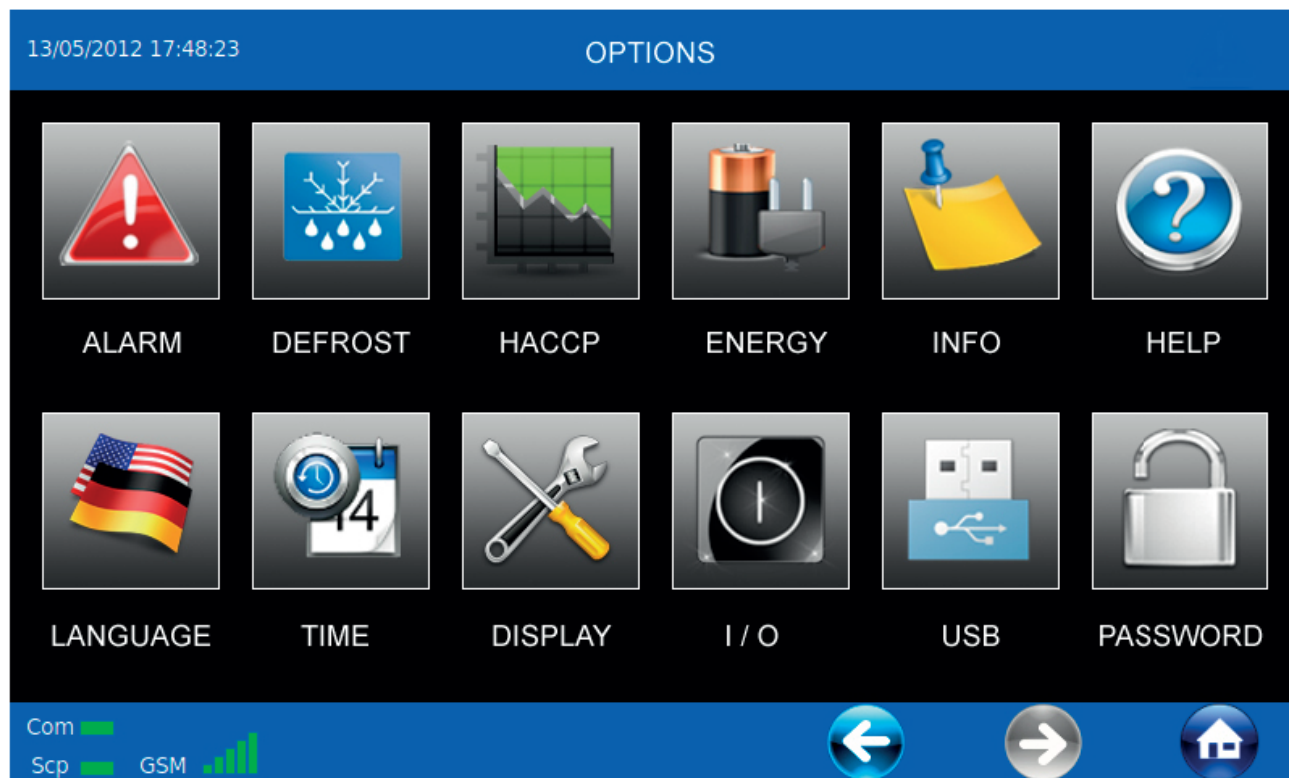 13/05/2012 17:48:23
OPTIONS
ALARM
DEFROST
HACCP
ENERGY
INFO
HELP
14
LANGUAGE
TIME
DISPLAY
I / O
USB
PASSWORD
Com
Scp
GSM